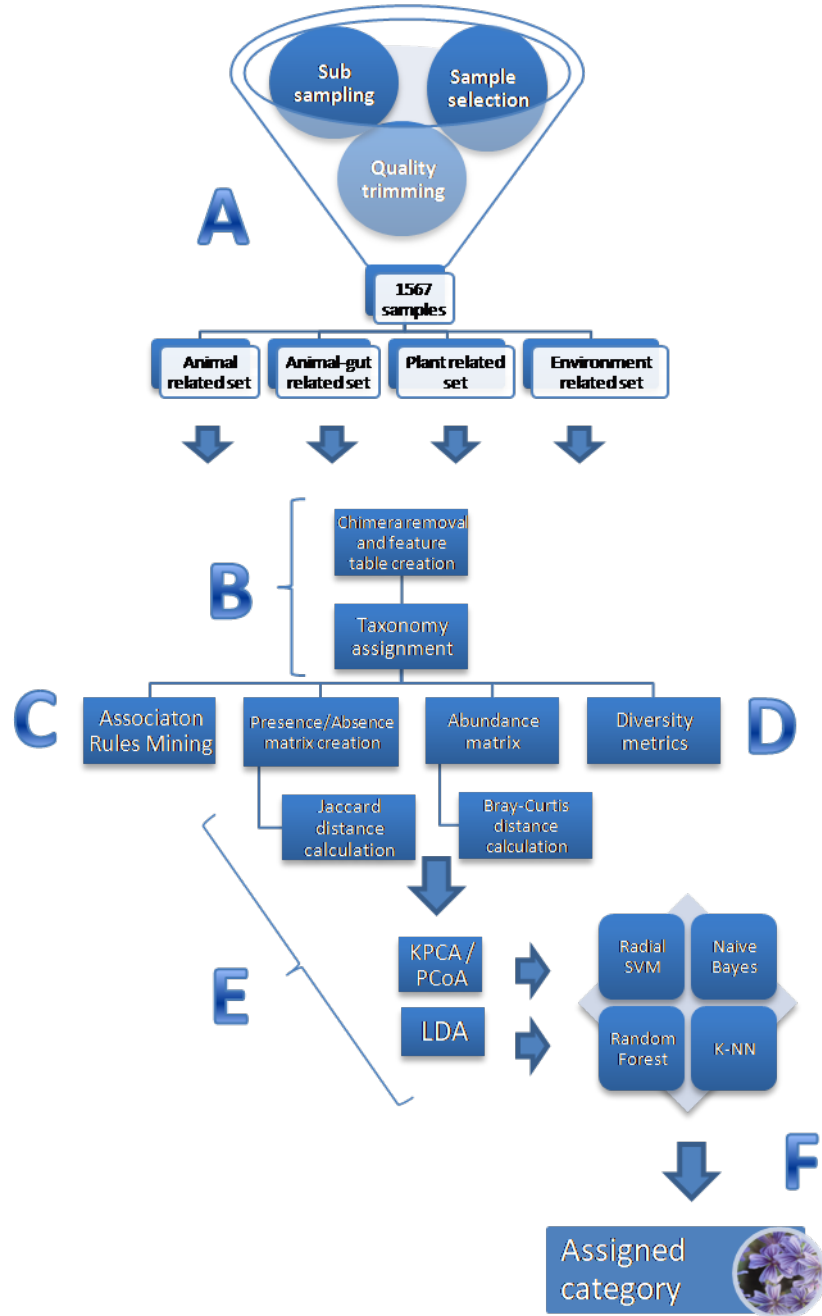 Sub
sampling
Sample
selection
Quality
trimming
A
1567
samples
Animal
related set
Animal-gut
related set
Plant related
set
Environment
related set
B
Chimera removal
and feature
table creation
Taxonomy
assignment
C
Associaton
Rules Mining
Presence/Absence
matrix creation
Abundance
matrix
Diversity
metrics
D
Jaccard
distance
calculation
Bray-Curtis
distance
calculation
E
KPCA /
PCoA
LDA
Radial
SVM
Naive
Bayes
Random
Forest
K-NN
F
Assigned
category